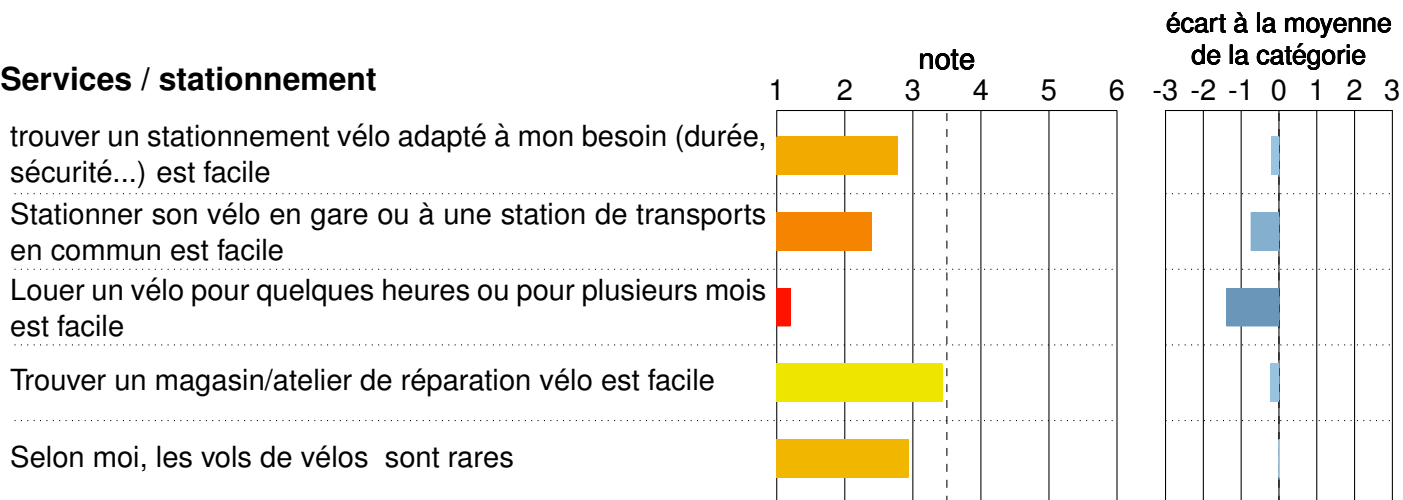 écart à la moyenne
note de la catégorie
Services / stationnement
1 2 3 4 5 6 -3 -2 -1 0 1 2 3
trouver un stationnement vélo adapté à mon besoin (durée,
sécurité...) est facile
Stationner son vélo en gare ou à une station de transports
en commun est facile
Louer un vélo pour quelques heures ou pour plusieurs mois
est facile
Trouver un magasin/atelier de réparation vélo est facile
Selon moi, les vols de vélos sont rares